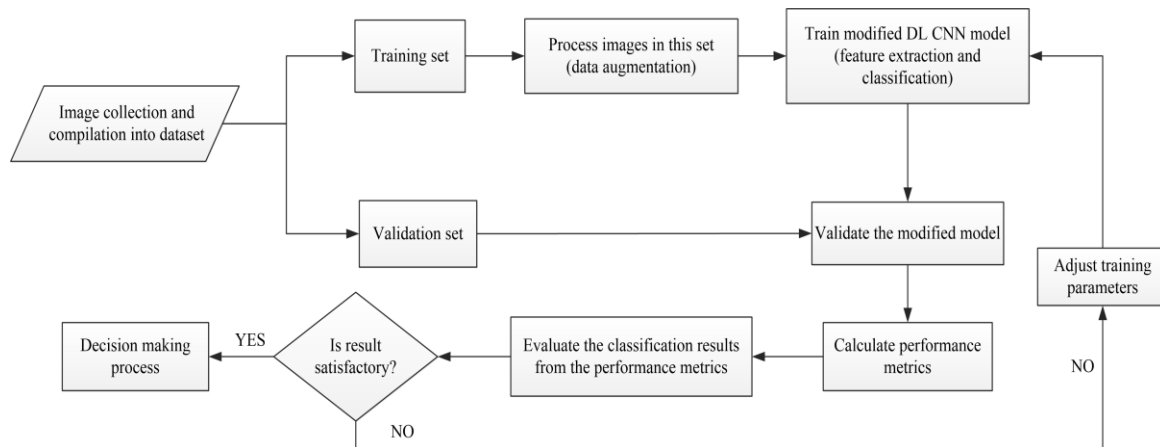 Image collection and
compilation into dataset
Training set
Process images in this set
(data augmentation)
Train modified DL CNN model
(feature extraction and
classification)
Validation set
Validate the modified model
Adjust training
parameters
Decision making
process
YES
Is result
satisfactory?
Evaluate the classification results
from the performance metrics
Calculate performance
metrics
NO
NO